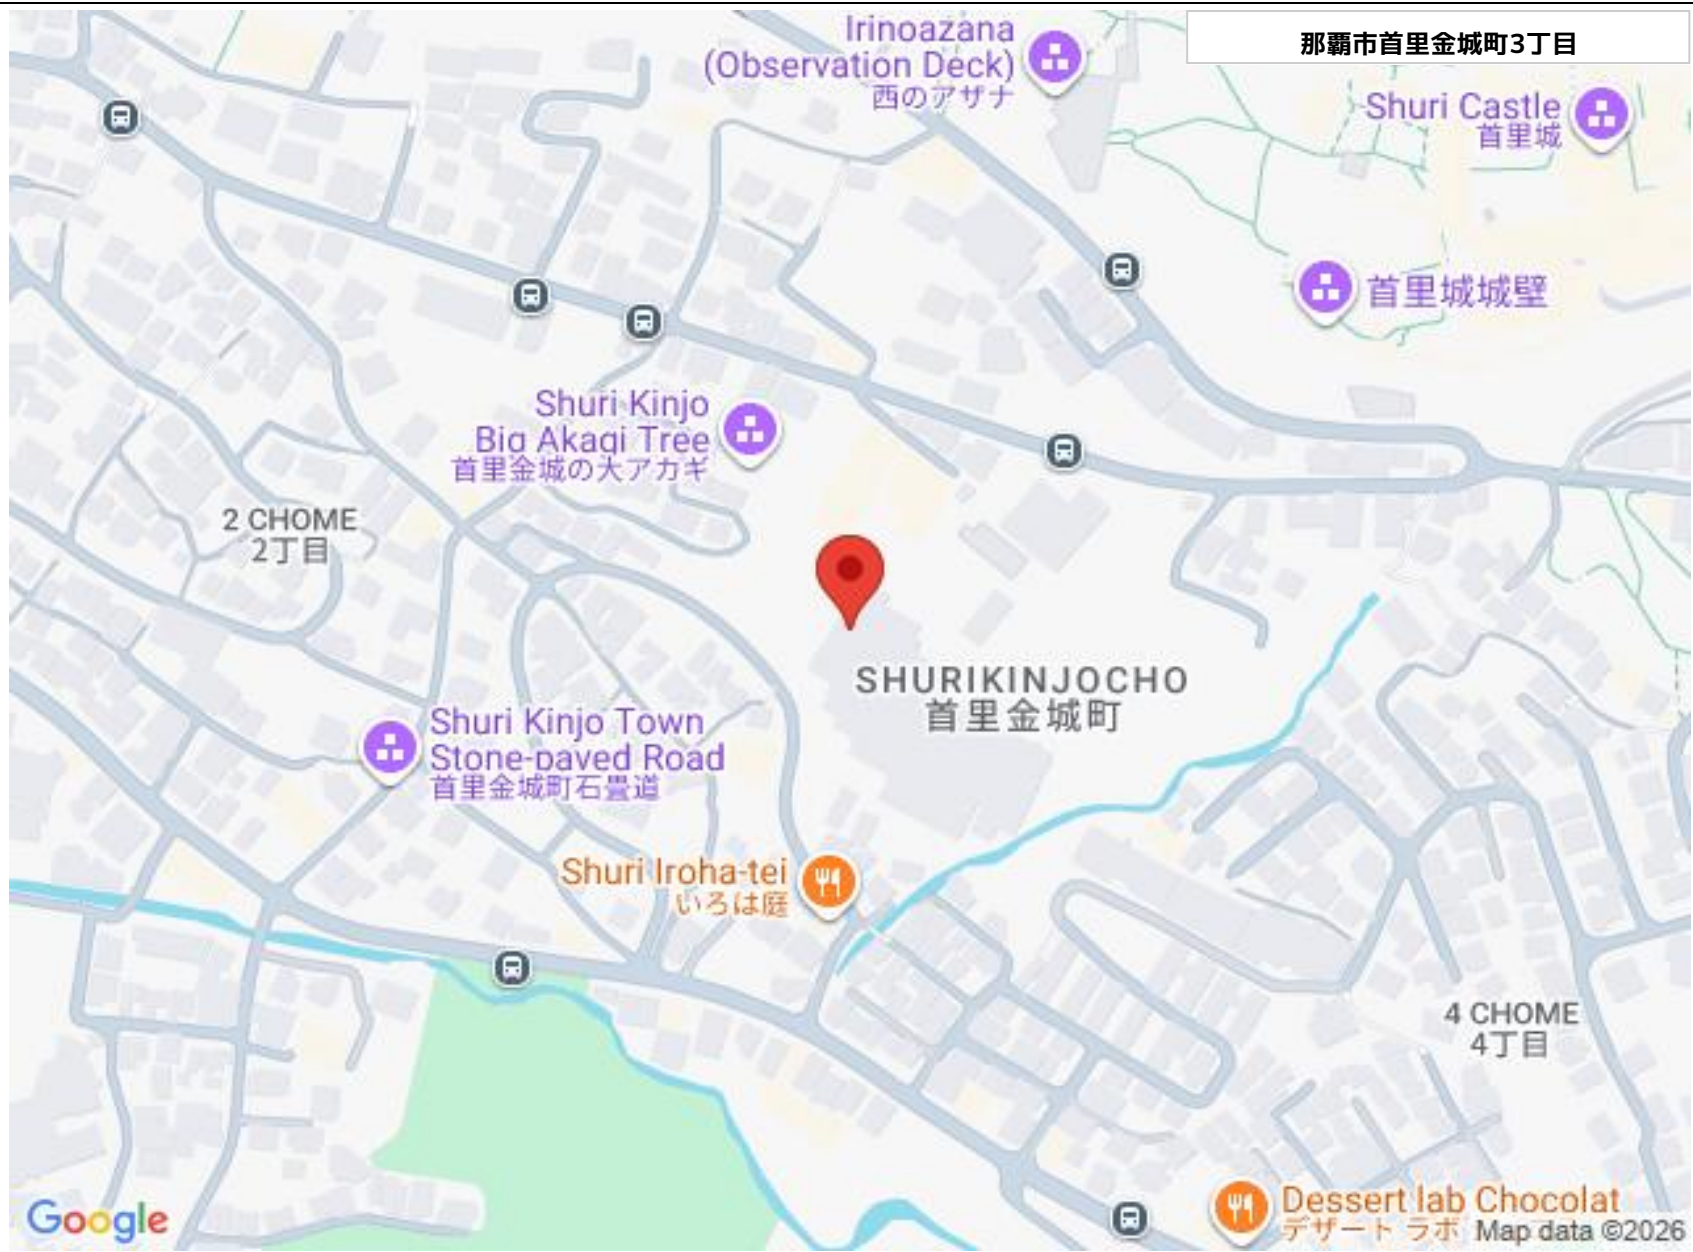 Irinoazana
(Observation Deck)
西のアザナ
那覇市首里金城町3丁目
Shuri Castle
首里城
首里城城壁
Shuri Kinjo
Big Akagi Tree
首里金城の大アカギ
2 CHOME
2丁目
SHURIKINJOCHO
首里金城町
Shuri Kinjo Town
Stone-paved Road
首里金城町石畳道
Shuri Iroha-tei
いろは庭
4 CHOME
4丁目
Dessert lab Chocolat
デザート ラボ
Google
Map data ©2026